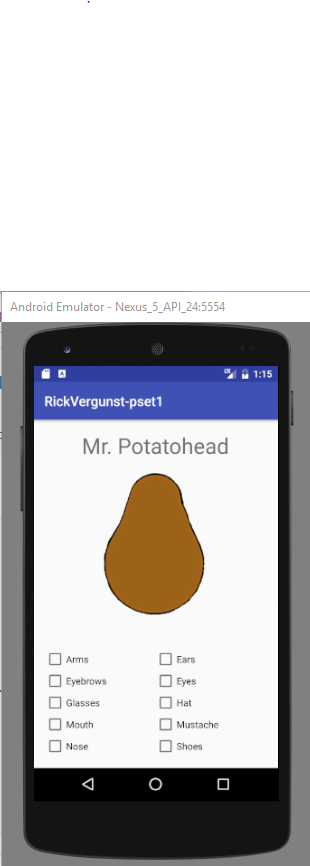 Android Emulator - Nexus_5_API_24:5554
LTE 1:15
RickVergunst-pset1
Mr. Potatohead
Arms Ears
Eyebrows Eyes
Glasses Hat
Mouth Mustache
Nose Shoes